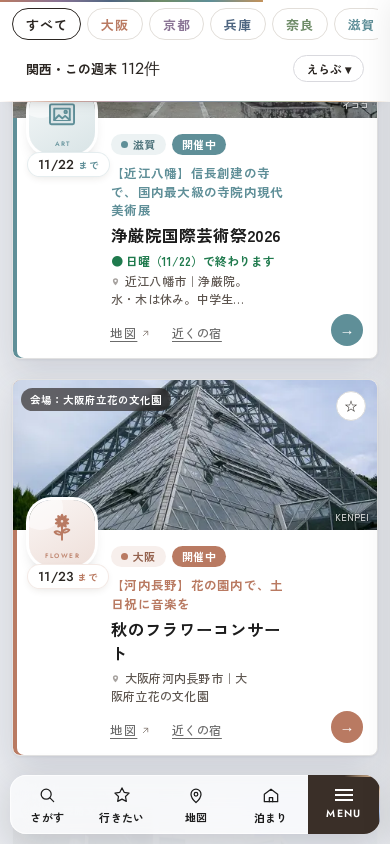 すべて 大阪 京都 兵庫 奈良 滋賀
関西・この週末 112件 えらぶ ▾
イココ
ART
11/22 まで
滋賀 開催中
【近江八幡】信長創建の寺
で、国内最大級の寺院内現代
美術展
浄厳院国際芸術祭2026
日曜（11/22）で終わります
近江八幡市｜浄厳院。
水・木は休み。中学生…
地図 ↗ 近くの宿 →
会場：大阪府立花の文化園 ☆
KENPEI
FLOWER
11/23 まで
大阪 開催中
【河内長野】花の園内で、土
日祝に音楽を
秋のフラワーコンサー
ト
大阪府河内長野市｜大
阪府立花の文化園
地図 ↗ 近くの宿 →
さがす 行きたい 地図 泊まり MENU